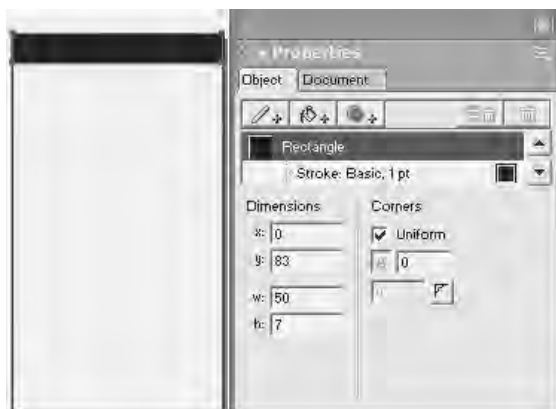 Properties
Object Document
Rectangle
Stroke: Basic, 1 pt
Dimensions Corners
x: 0 Uniform
y: 83 0
w: 50
h: 7